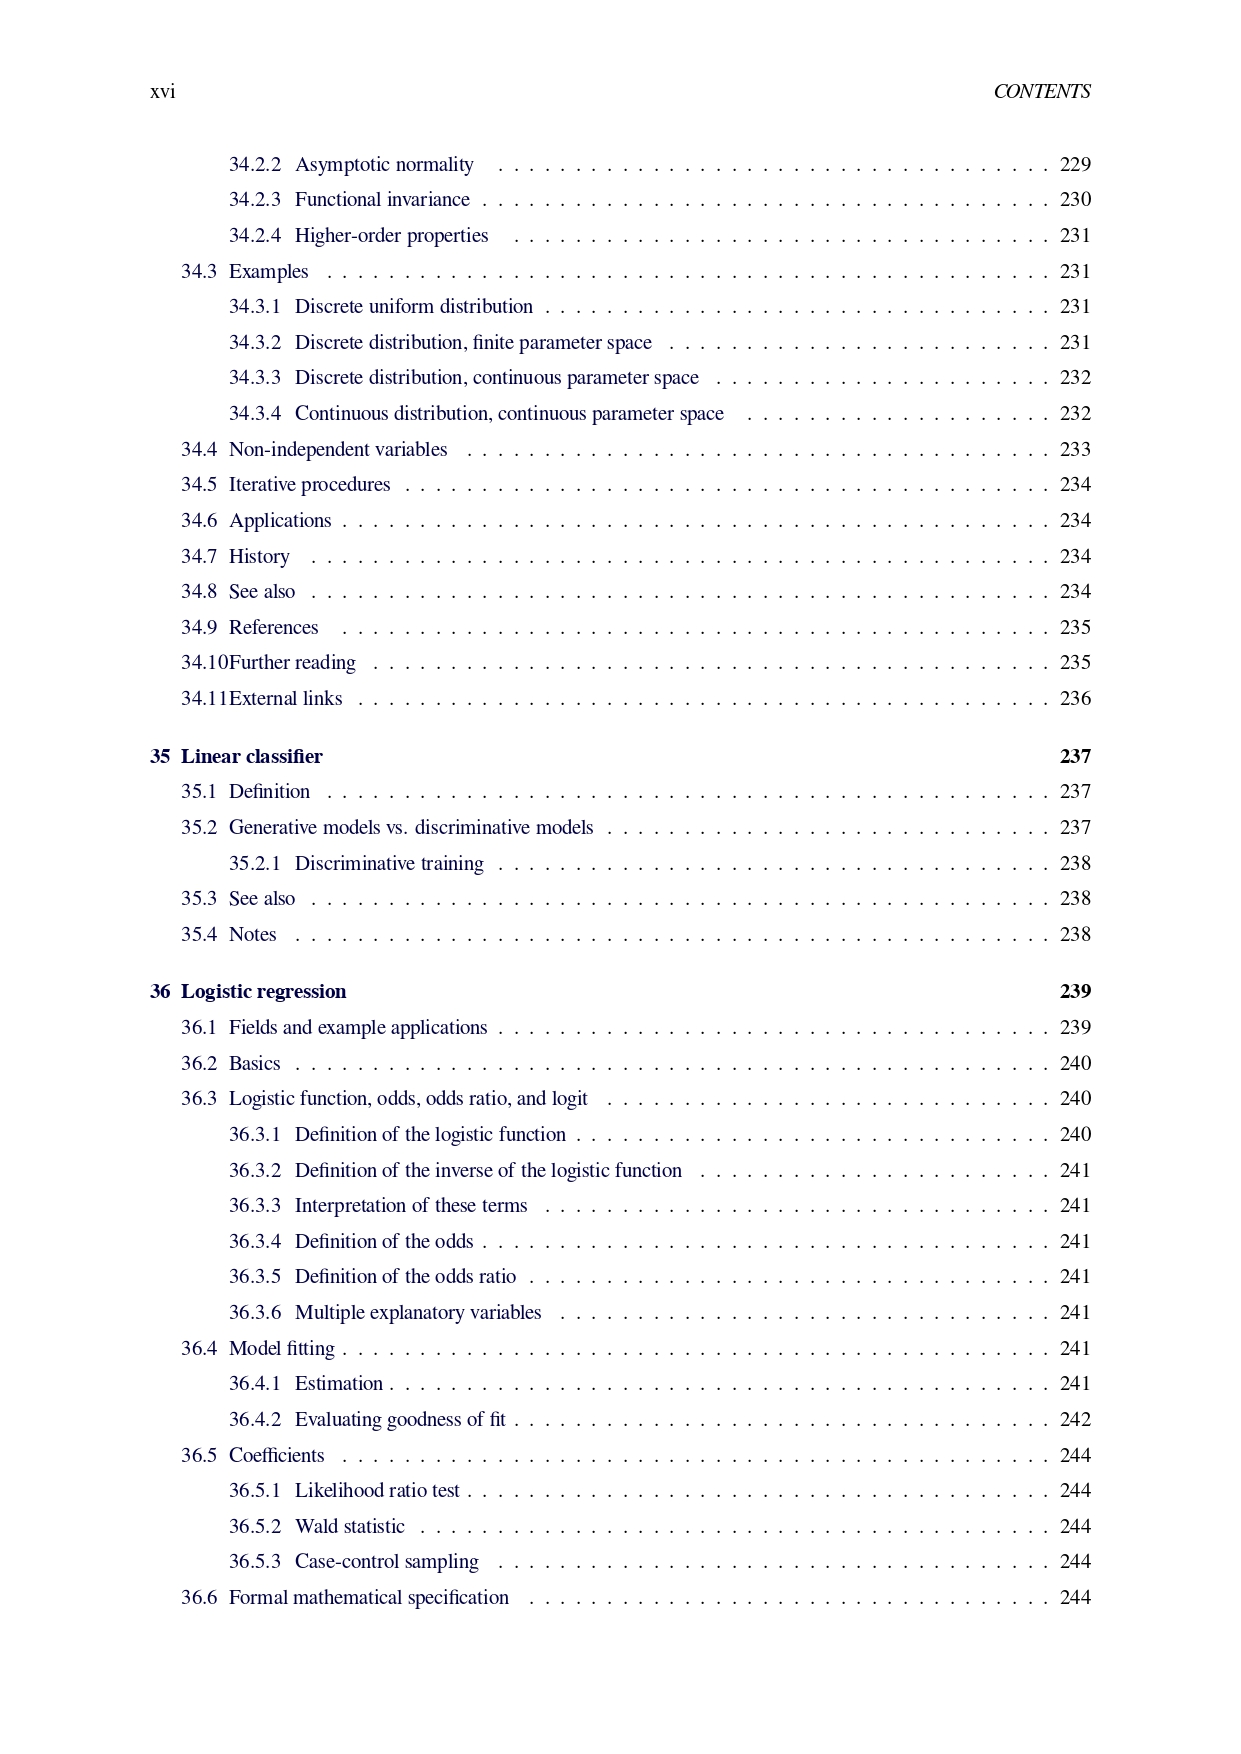 xvi CONTENTS
34.2.2 Asymptotic normality . . . . . . . . . . . . . . . . . . . . . . . . . . . . . . . . . . . . 229
34.2.3 Functional invariance . . . . . . . . . . . . . . . . . . . . . . . . . . . . . . . . . . . . . 230
34.2.4 Higher-order properties . . . . . . . . . . . . . . . . . . . . . . . . . . . . . . . . . . . 231
34.3 Examples . . . . . . . . . . . . . . . . . . . . . . . . . . . . . . . . . . . . . . . . . . . . . . . 231
34.3.1 Discrete uniform distribution . . . . . . . . . . . . . . . . . . . . . . . . . . . . . . . . . 231
34.3.2 Discrete distribution, finite parameter space . . . . . . . . . . . . . . . . . . . . . . . . . 231
34.3.3 Discrete distribution, continuous parameter space . . . . . . . . . . . . . . . . . . . . . . 232
34.3.4 Continuous distribution, continuous parameter space . . . . . . . . . . . . . . . . . . . . 232
34.4 Non-independent variables . . . . . . . . . . . . . . . . . . . . . . . . . . . . . . . . . . . . . . 233
34.5 Iterative procedures . . . . . . . . . . . . . . . . . . . . . . . . . . . . . . . . . . . . . . . . . . 234
34.6 Applications . . . . . . . . . . . . . . . . . . . . . . . . . . . . . . . . . . . . . . . . . . . . . . 234
34.7 History . . . . . . . . . . . . . . . . . . . . . . . . . . . . . . . . . . . . . . . . . . . . . . . . 234
34.8 See also . . . . . . . . . . . . . . . . . . . . . . . . . . . . . . . . . . . . . . . . . . . . . . . . 234
34.9 References . . . . . . . . . . . . . . . . . . . . . . . . . . . . . . . . . . . . . . . . . . . . . . 235
34.10Further reading . . . . . . . . . . . . . . . . . . . . . . . . . . . . . . . . . . . . . . . . . . . . 235
34.11External links . . . . . . . . . . . . . . . . . . . . . . . . . . . . . . . . . . . . . . . . . . . . . 236
35 Linear classifier 237
35.1 Definition . . . . . . . . . . . . . . . . . . . . . . . . . . . . . . . . . . . . . . . . . . . . . . . 237
35.2 Generative models vs. discriminative models . . . . . . . . . . . . . . . . . . . . . . . . . . . . . 237
35.2.1 Discriminative training . . . . . . . . . . . . . . . . . . . . . . . . . . . . . . . . . . . . 238
35.3 See also . . . . . . . . . . . . . . . . . . . . . . . . . . . . . . . . . . . . . . . . . . . . . . . . 238
35.4 Notes . . . . . . . . . . . . . . . . . . . . . . . . . . . . . . . . . . . . . . . . . . . . . . . . . 238
36 Logistic regression 239
36.1 Fields and example applications . . . . . . . . . . . . . . . . . . . . . . . . . . . . . . . . . . . . 239
36.2 Basics . . . . . . . . . . . . . . . . . . . . . . . . . . . . . . . . . . . . . . . . . . . . . . . . . 240
36.3 Logistic function, odds, odds ratio, and logit . . . . . . . . . . . . . . . . . . . . . . . . . . . . . 240
36.3.1 Definition of the logistic function . . . . . . . . . . . . . . . . . . . . . . . . . . . . . . . 240
36.3.2 Definition of the inverse of the logistic function . . . . . . . . . . . . . . . . . . . . . . . 241
36.3.3 Interpretation of these terms . . . . . . . . . . . . . . . . . . . . . . . . . . . . . . . . . 241
36.3.4 Definition of the odds . . . . . . . . . . . . . . . . . . . . . . . . . . . . . . . . . . . . . 241
36.3.5 Definition of the odds ratio . . . . . . . . . . . . . . . . . . . . . . . . . . . . . . . . . . 241
36.3.6 Multiple explanatory variables . . . . . . . . . . . . . . . . . . . . . . . . . . . . . . . . 241
36.4 Model fitting . . . . . . . . . . . . . . . . . . . . . . . . . . . . . . . . . . . . . . . . . . . . . . 241
36.4.1 Estimation . . . . . . . . . . . . . . . . . . . . . . . . . . . . . . . . . . . . . . . . . . . 241
36.4.2 Evaluating goodness of fit . . . . . . . . . . . . . . . . . . . . . . . . . . . . . . . . . . . 242
36.5 Coefficients . . . . . . . . . . . . . . . . . . . . . . . . . . . . . . . . . . . . . . . . . . . . . . 244
36.5.1 Likelihood ratio test . . . . . . . . . . . . . . . . . . . . . . . . . . . . . . . . . . . . . . 244
36.5.2 Wald statistic . . . . . . . . . . . . . . . . . . . . . . . . . . . . . . . . . . . . . . . . . 244
36.5.3 Case-control sampling . . . . . . . . . . . . . . . . . . . . . . . . . . . . . . . . . . . . 244
36.6 Formal mathematical specification . . . . . . . . . . . . . . . . . . . . . . . . . . . . . . . . . . 244